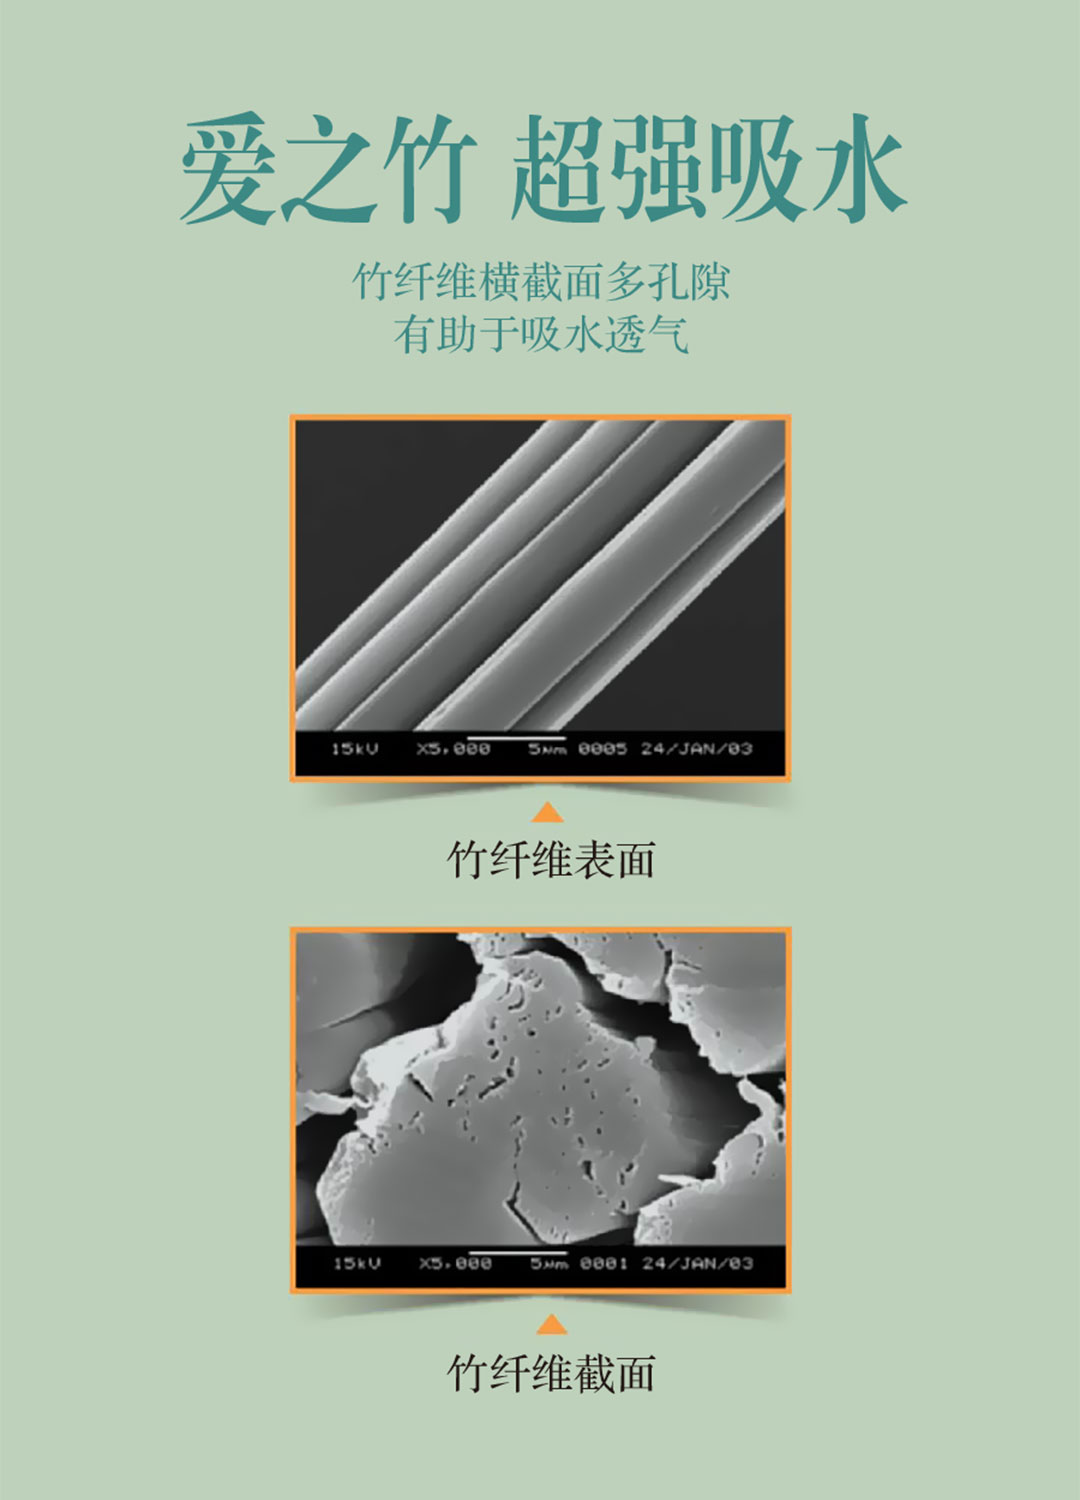 爱之竹 超强吸水
竹纤维横截面多孔隙
有助于吸水透气
15kV X5,000 5µm 0005 24/JAN/03
竹纤维表面
15kV X5,000 5µm 0001 24/JAN/03
竹纤维截面